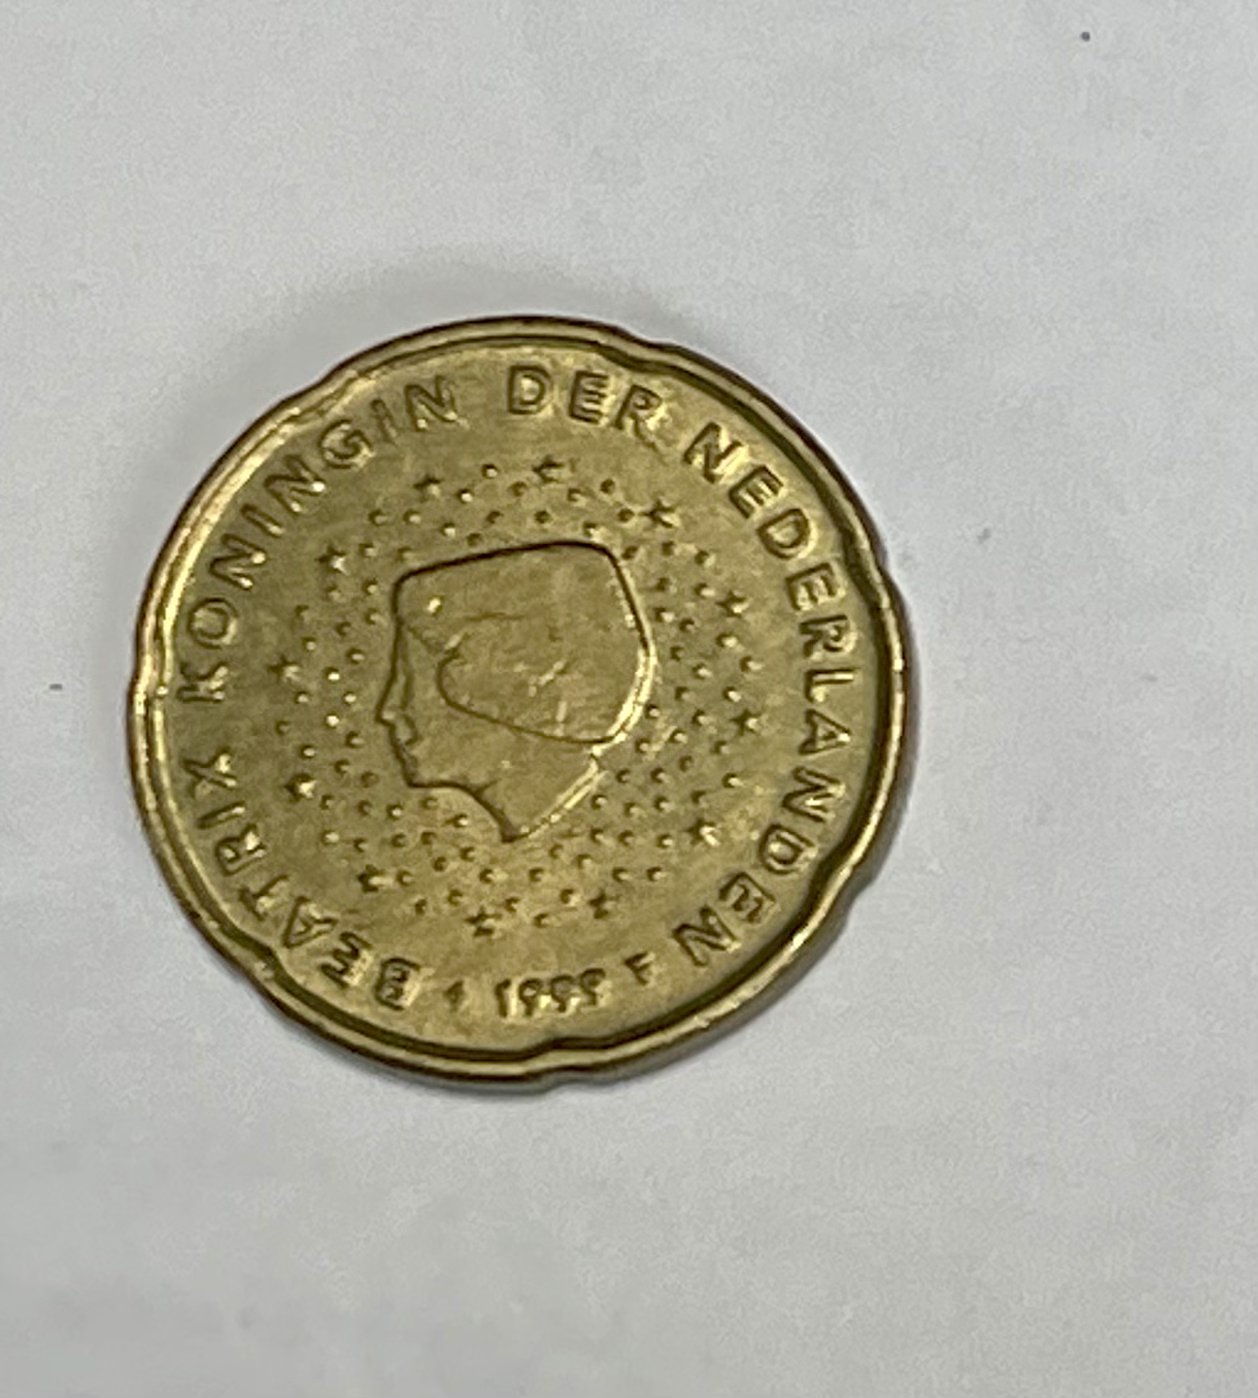 BEATRIX KONINGIN DER NEDERLANDEN
1999